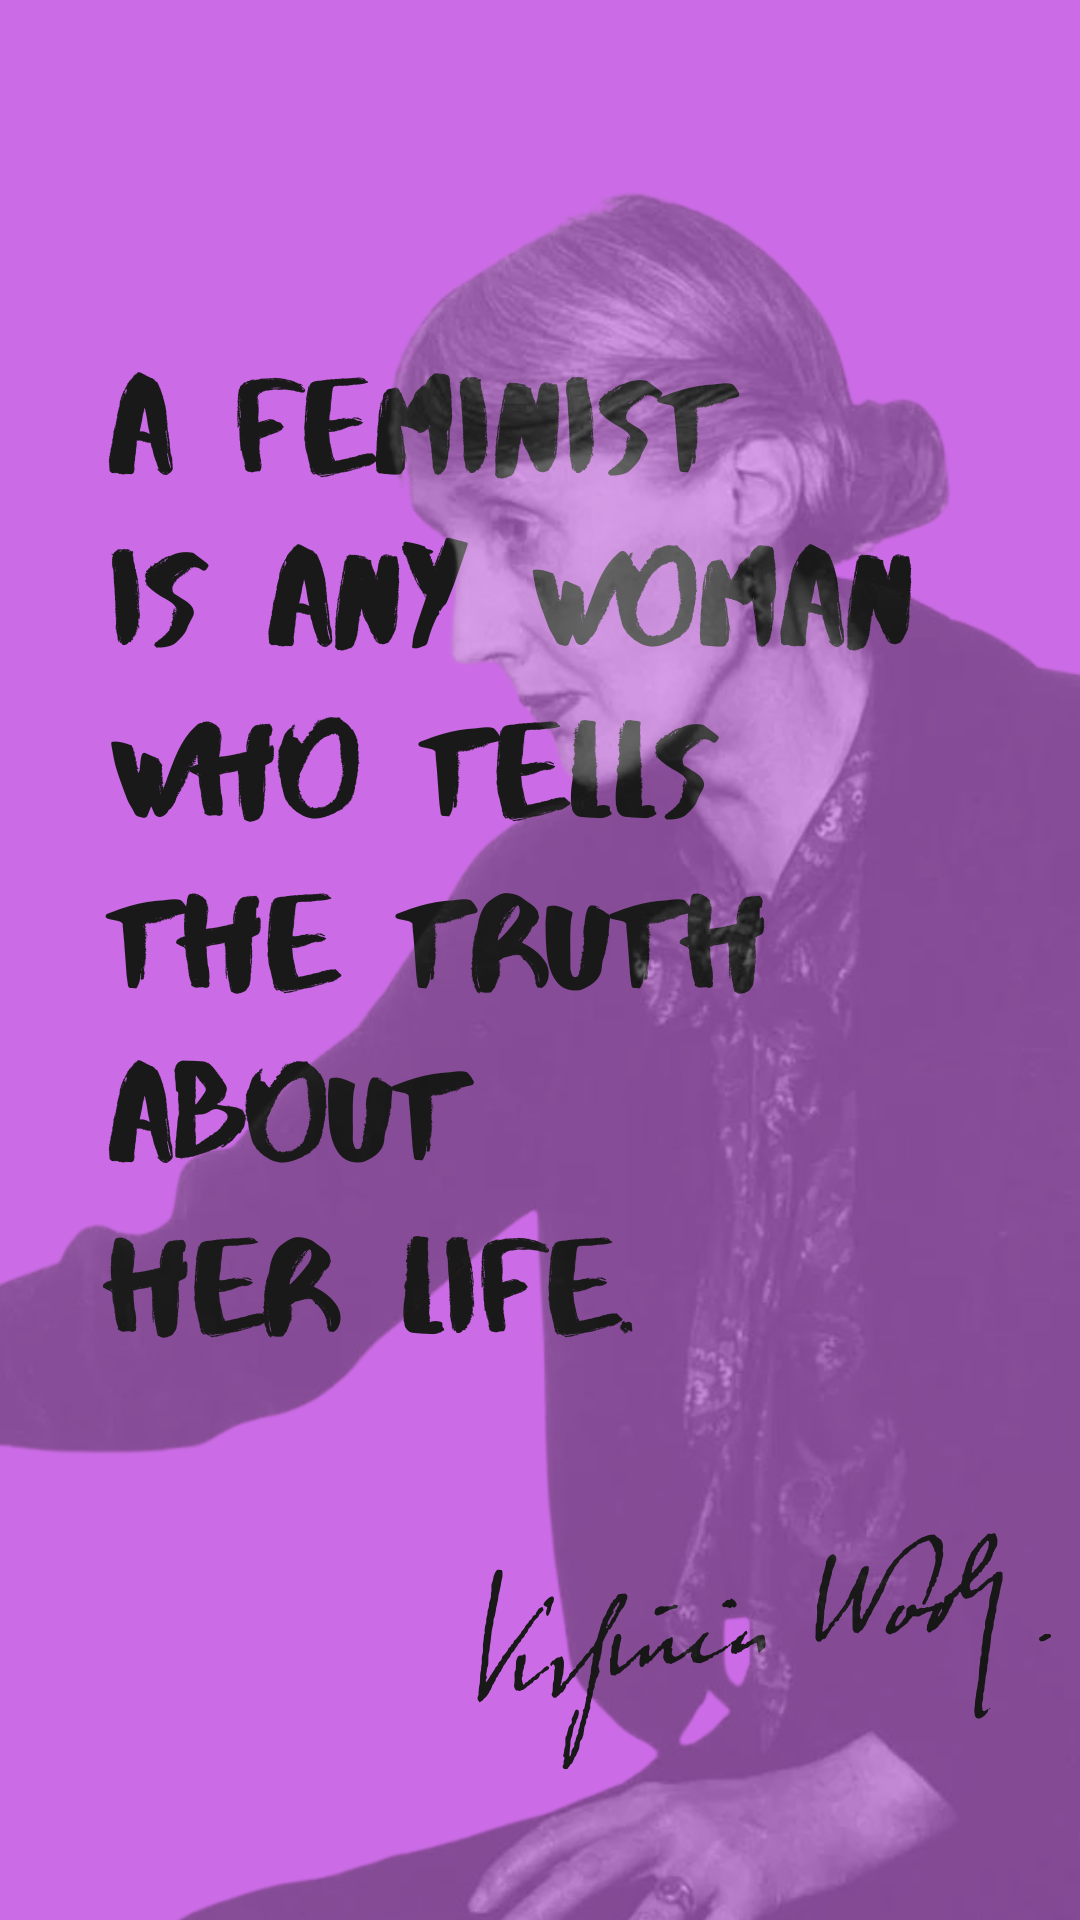 A FEMINIST
IS ANY WOMAN
WHO TELLS
THE TRUTH
ABOUT
HER LIFE.
Virginia Woolf.